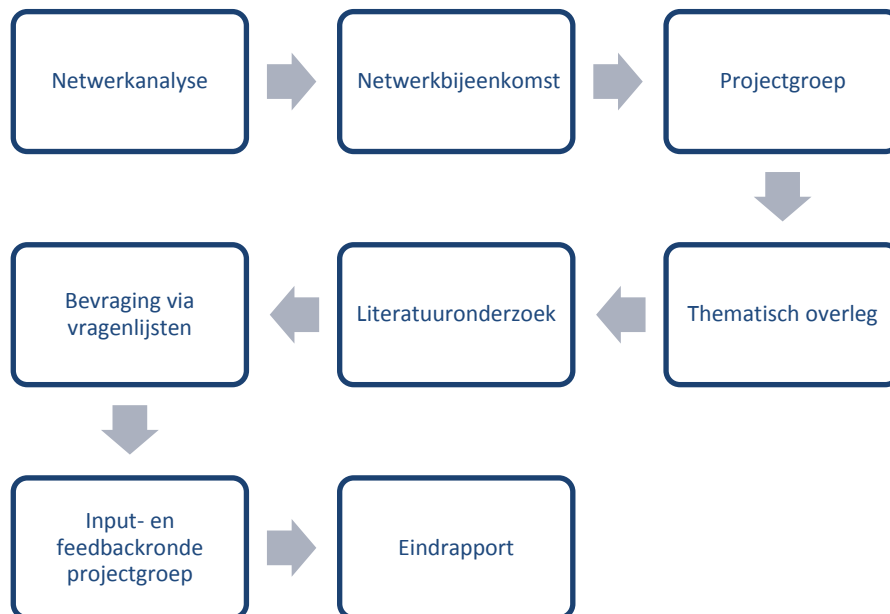 Netwerkanalyse
Netwerkbijeenkomst
Projectgroep
Thematisch overleg
Literatuuronderzoek
Bevraging via
vragenlijsten
Input- en
feedbackronde
projectgroep
Eindrapport